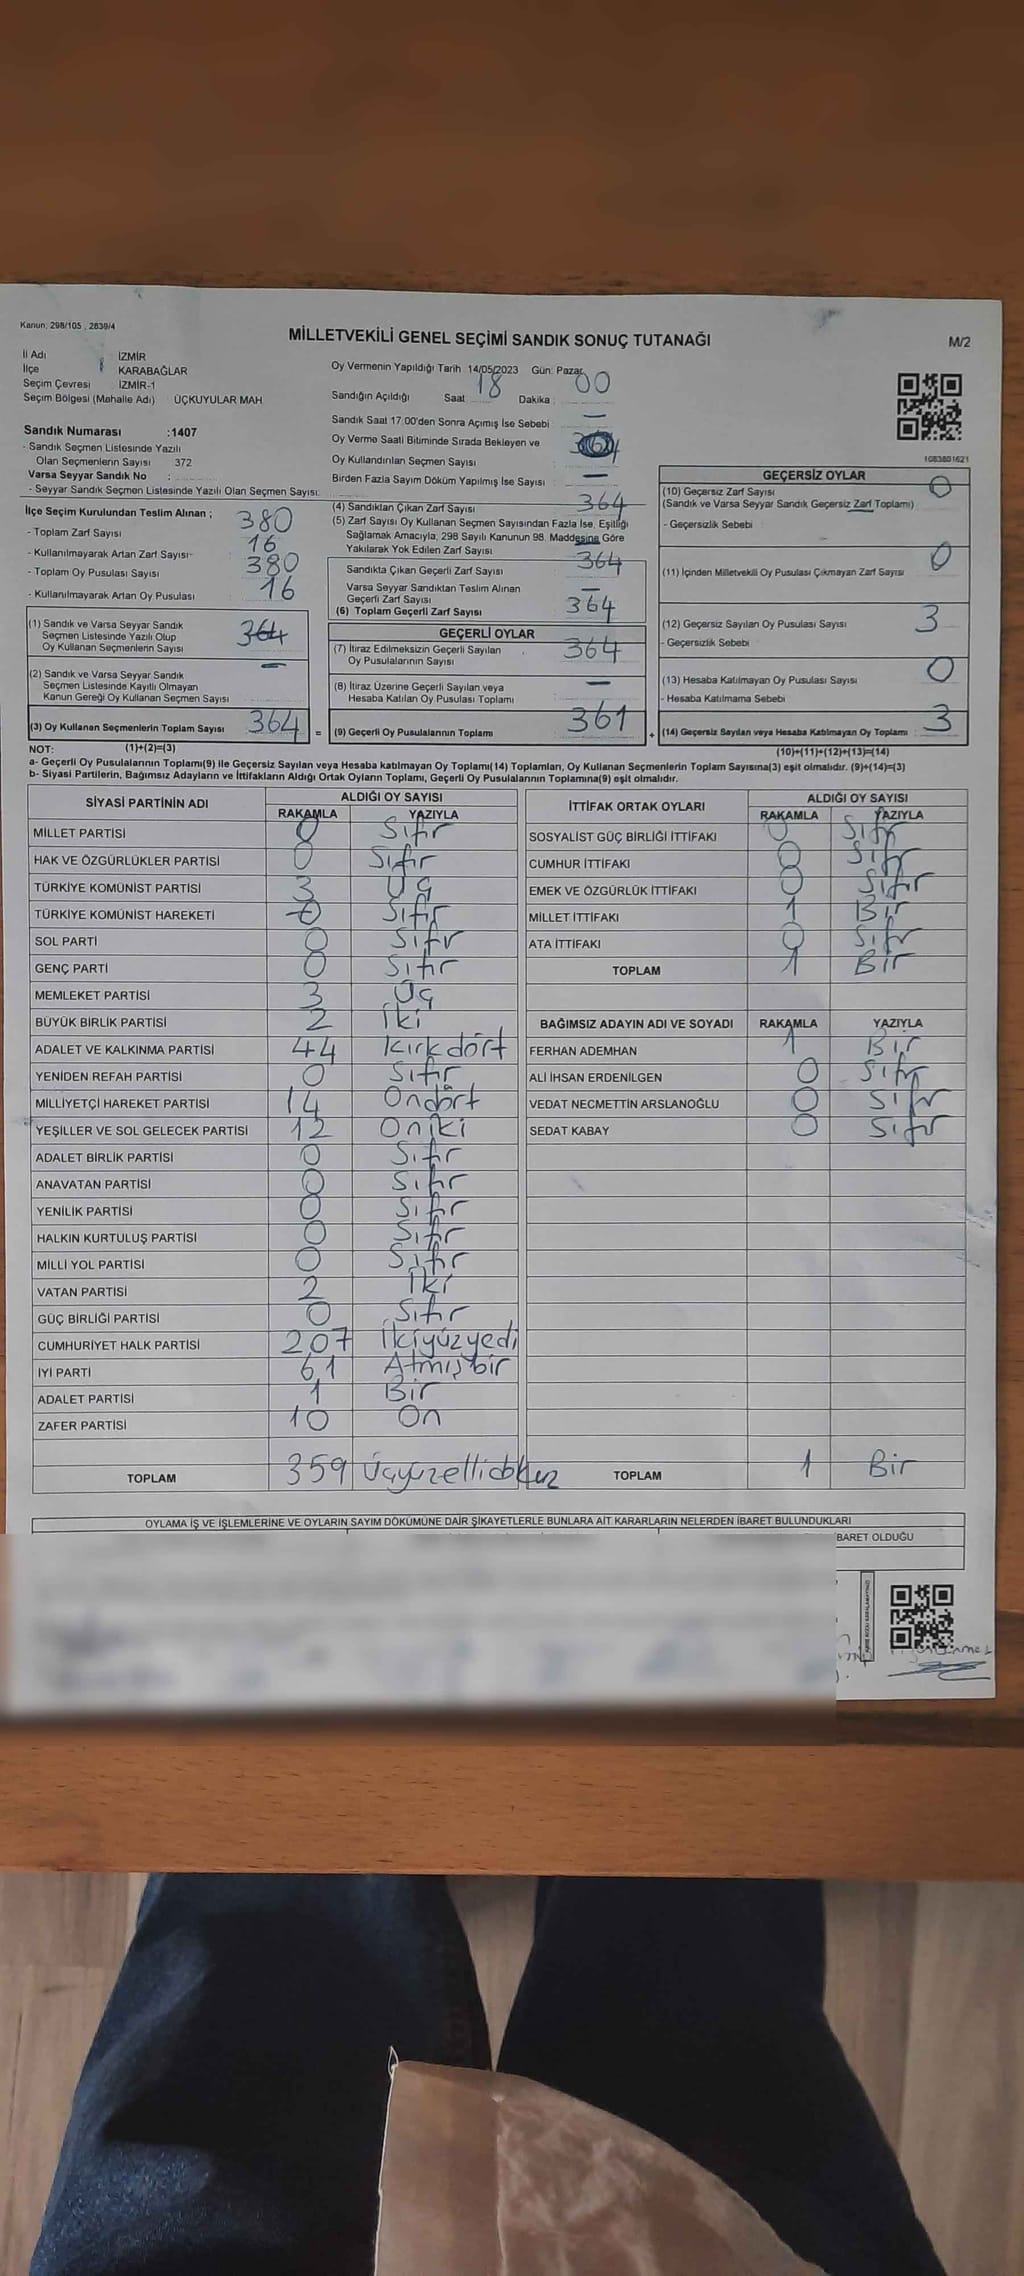 Kanun, 298/105 , 2839/4
MİLLETVEKİLİ GENEL SEÇİMİ SANDIK SONUÇ TUTANAĞI
M/2
İl Adı : İZMİR
İlçe : KARABAĞLAR
Seçim Çevresi : İZMİR-1
Seçim Bölgesi (Mahalle Adı) ÜÇKUYULAR MAH
Sandık Numarası :1407
- Sandık Seçmen Listesinde Yazılı
Olan Seçmenlerin Sayısı 372
Varsa Seyyar Sandık No :
- Seyyar Sandık Seçmen Listesinde Yazılı Olan Seçmen Sayısı:
İlçe Seçim Kurulundan Teslim Alınan ;
- Toplam Zarf Sayısı 380
- Kullanılmayarak Artan Zarf Sayısı- 16
- Toplam Oy Pusulası Sayısı 380
- Kullanılmayarak Artan Oy Pusulası 16
(1) Sandık ve Varsa Seyyar Sandık
Seçmen Listesinde Yazılı Olup
Oy Kullanan Seçmenlerin Sayısı 364
(2) Sandık ve Varsa Seyyar Sandık
Seçmen Listesinde Kayıtlı Olmayan
Kanun Gereği Oy Kullanan Seçmen Sayısı —
(3) Oy Kullanan Seçmenlerin Toplam Sayısı 364 =
Oy Vermenin Yapıldığı Tarih 14/05/2023 Gün: Pazar
Sandığın Açıldığı Saat 18 Dakika : 00
Sandık Saat 17:00'den Sonra Açımış İse Sebebi : —
Oy Verme Saati Bitiminde Sırada Bekleyen ve
Oy Kullandırılan Seçmen Sayısı :
Birden Fazla Sayım Döküm Yapılmış İse Sayısı : —
(4) Sandıktan Çıkan Zarf Sayısı 364
(5) Zarf Sayısı Oy Kullanan Seçmen Sayısından Fazla İse, Eşitliği
Sağlamak Amacıyla, 298 Sayılı Kanunun 98. Maddesine Göre
Yakılarak Yok Edilen Zarf Sayısı —
Sandıkta Çıkan Geçerli Zarf Sayısı 364
Varsa Seyyar Sandıktan Teslim Alınan
Geçerli Zarf Sayısı —
(6) Toplam Geçerli Zarf Sayısı 364
GEÇERLİ OYLAR
(7) İtiraz Edilmeksizin Geçerli Sayılan
Oy Pusulalarının Sayısı 364
(8) İtiraz Üzerine Geçerli Sayılan veya
Hesaba Katılan Oy Pusulası Toplamı —
(9) Geçerli Oy Pusulalarının Toplamı 361 +
1083801621
GEÇERSİZ OYLAR
(10) Geçersiz Zarf Sayısı 0
(Sandık ve Varsa Seyyar Sandık Geçersiz Zarf Toplamı)
- Geçersizlik Sebebi :
(11) İçinden Milletvekili Oy Pusulası Çıkmayan Zarf Sayısı 0
(12) Geçersiz Sayılan Oy Pusulası Sayısı : 3
- Geçersizlik Sebebi
(13) Hesaba Katılmayan Oy Pusulası Sayısı 0
- Hesaba Katılmama Sebebi
(14) Geçersiz Sayılan veya Hesaba Katılmayan Oy Toplamı : 3
NOT: (1)+(2)=(3)
(10)+(11)+(12)+(13)=(14)
a- Geçerli Oy Pusulalarının Toplamı(9) ile Geçersiz Sayılan veya Hesaba katılmayan Oy Toplamı(14) Toplamları, Oy Kullanan Seçmenlerin Toplam Sayısına(3) eşit olmalıdır. (9)+(14)=(3)
b- Siyasi Partilerin, Bağımsız Adayların ve İttifakların Aldığı Ortak Oyların Toplamı, Geçerli Oy Pusulalarının Toplamına(9) eşit olmalıdır.
SİYASİ PARTİNİN ADI ALDIĞI OY SAYISI
RAKAMLA YAZIYLA
MİLLET PARTİSİ 0 Sıfır
HAK VE ÖZGÜRLÜKLER PARTİSİ 0 Sıfır
TÜRKİYE KOMÜNİST PARTİSİ 3 Üç
TÜRKİYE KOMÜNİST HAREKETİ 0 Sıfır
SOL PARTİ 0 Sıfır
GENÇ PARTİ 0 Sıfır
MEMLEKET PARTİSİ 3 Üç
BÜYÜK BİRLİK PARTİSİ 2 İki
ADALET VE KALKINMA PARTİSİ 44 Kırkdört
YENİDEN REFAH PARTİSİ 0 Sıfır
MİLLİYETÇİ HAREKET PARTİSİ 14 Ondört
YEŞİLLER VE SOL GELECEK PARTİSİ 12 Oniki
ADALET BİRLİK PARTİSİ 0 Sıfır
ANAVATAN PARTİSİ 0 Sıfır
YENİLİK PARTİSİ 0 Sıfır
HALKIN KURTULUŞ PARTİSİ 0 Sıfır
MİLLİ YOL PARTİSİ 0 Sıfır
VATAN PARTİSİ 2 İki
GÜÇ BİRLİĞİ PARTİSİ 0 Sıfır
CUMHURİYET HALK PARTİSİ 207 İkiyüzyedi
İYİ PARTİ 61 Atmışbir
ADALET PARTİSİ 1 Bir
ZAFER PARTİSİ 10 On
TOPLAM 359 Üçyüzellidokuz
İTTİFAK ORTAK OYLARI ALDIĞI OY SAYISI
RAKAMLA YAZIYLA
SOSYALİST GÜÇ BİRLİĞİ İTTİFAKI 0 Sıfır
CUMHUR İTTİFAKI 0 Sıfır
EMEK VE ÖZGÜRLÜK İTTİFAKI 0 Sıfır
MİLLET İTTİFAKI 1 Bir
ATA İTTİFAKI 0 Sıfır
TOPLAM 1 Bir
BAĞIMSIZ ADAYIN ADI VE SOYADI RAKAMLA YAZIYLA
FERHAN ADEMHAN 1 Bir
ALİ İHSAN ERDENİLGEN 0 Sıfır
VEDAT NECMETTİN ARSLANOĞLU 0 Sıfır
SEDAT KABAY 0 Sıfır
TOPLAM 1 Bir
OYLAMA İŞ VE İŞLEMLERİNE VE OYLARIN SAYIM DÖKÜMÜNE DAİR ŞİKAYETLERLE BUNLARA AİT KARARLARIN NELERDEN İBARET BULUNDUKLARI
BARET OLDUĞU